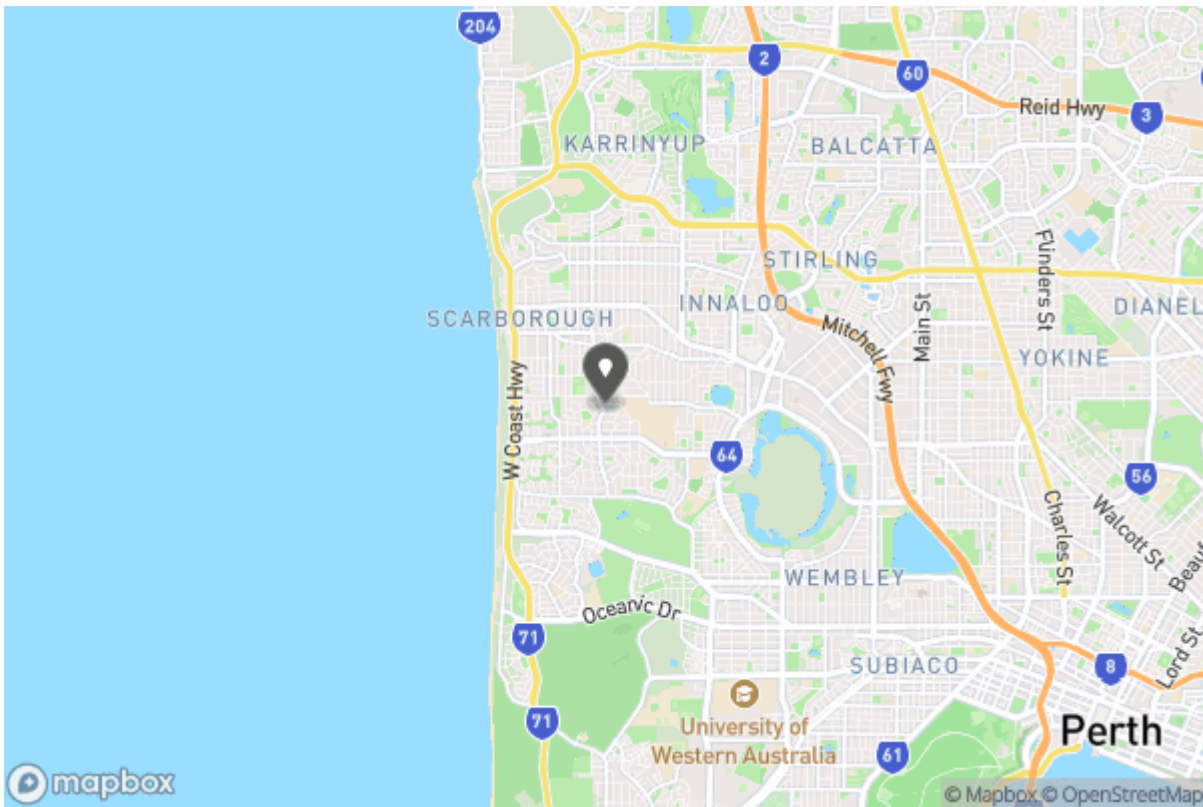 204
2
60
Reid Hwy
3
KARRINYUP
BALCATTA
Flinders St
STIRLING
INNALOO
DIANEL
SCARBOROUGH
Main St
Mitchell Fwy
YOKINE
W Coast Hwy
64
56
Charles St
Walcott St
Beauf
WEMBLEY
Oceanic Dr
71
Lord St
SUBIACO
8
71
University of
Western Australia
61
Perth
mapbox
© Mapbox © OpenStreetMap